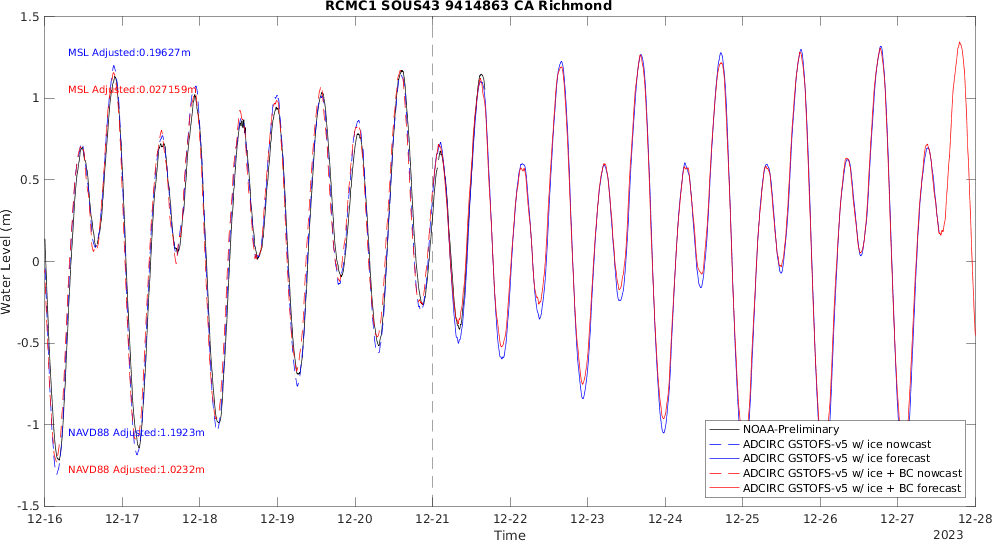 RCMC1 SOUS43 9414863 CA Richmond
1.5
1
0.5
0
-0.5
-1
-1.5
Water Level (m)
MSL Adjusted:0.19627m
MSL Adjusted:0.027159m
NAVD88 Adjusted:1.1923m
NAVD88 Adjusted:1.0232m
NOAA-Preliminary
ADCIRC GSTOFS-v5 w/ ice nowcast
ADCIRC GSTOFS-v5 w/ ice forecast
ADCIRC GSTOFS-v5 w/ ice + BC nowcast
ADCIRC GSTOFS-v5 w/ ice + BC forecast
12-16 12-17 12-18 12-19 12-20 12-21 12-22 12-23 12-24 12-25 12-26 12-27 12-28
Time
2023